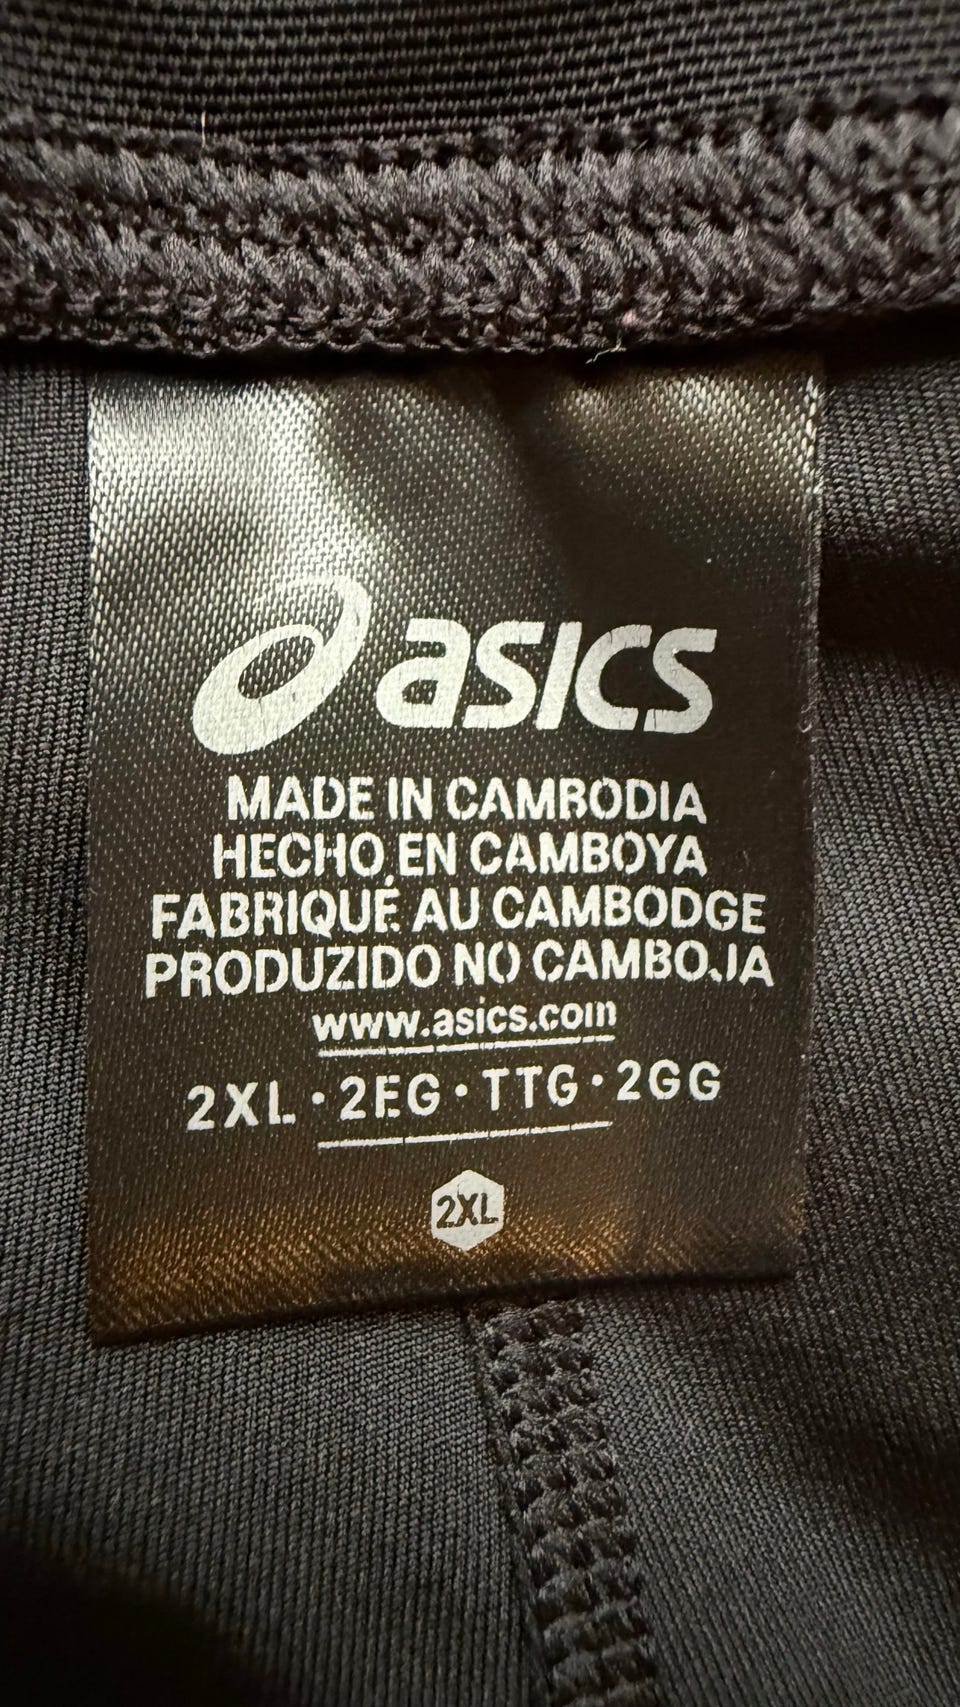 asics
MADE IN CAMBODIA
HECHO EN CAMBOYA
FABRIQUÉ AU CAMBODGE
PRODUZIDO NO CAMBOJA
www.asics.com
2XL · 2EG · TTG · 2GG
2XL